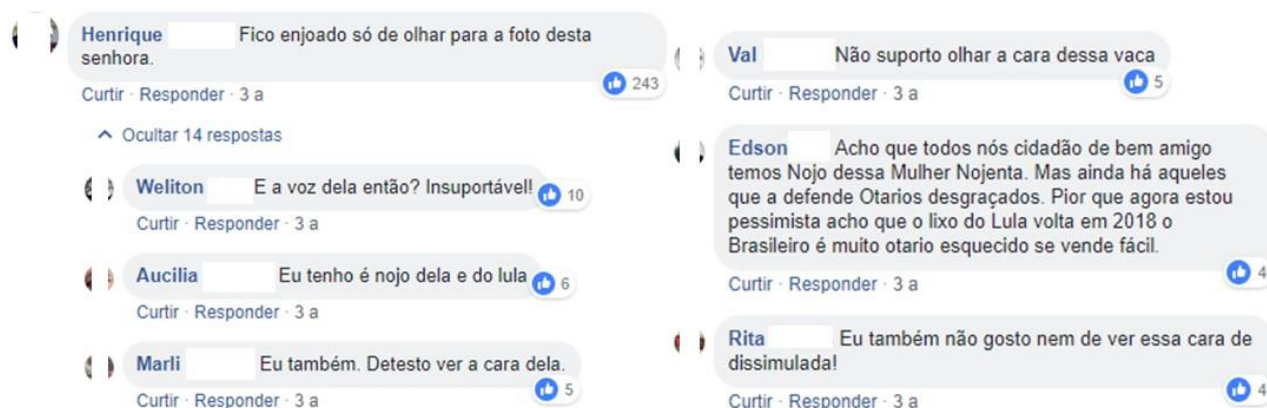 Henrique Fico enjoado só de olhar para a foto desta
senhora.
243
Curtir · Responder · 3 a
Ocultar 14 respostas
Weliton E a voz dela então? Insuportável!
10
Curtir · Responder · 3 a
Aucilia Eu tenho é nojo dela e do lula
6
Curtir · Responder · 3 a
Marli Eu também. Detesto ver a cara dela.
5
Curtir · Responder · 3 a
Val Não suporto olhar a cara dessa vaca
5
Curtir · Responder · 3 a
Edson Acho que todos nós cidadão de bem amigo
temos Nojo dessa Mulher Nojenta. Mas ainda há aqueles
que a defende Otarios desgraçados. Pior que agora estou
pessimista acho que o lixo do Lula volta em 2018 o
Brasileiro é muito otario esquecido se vende fácil.
4
Curtir · Responder · 3 a
Rita Eu também não gosto nem de ver essa cara de
dissimulada!
4
Curtir · Responder · 3 a